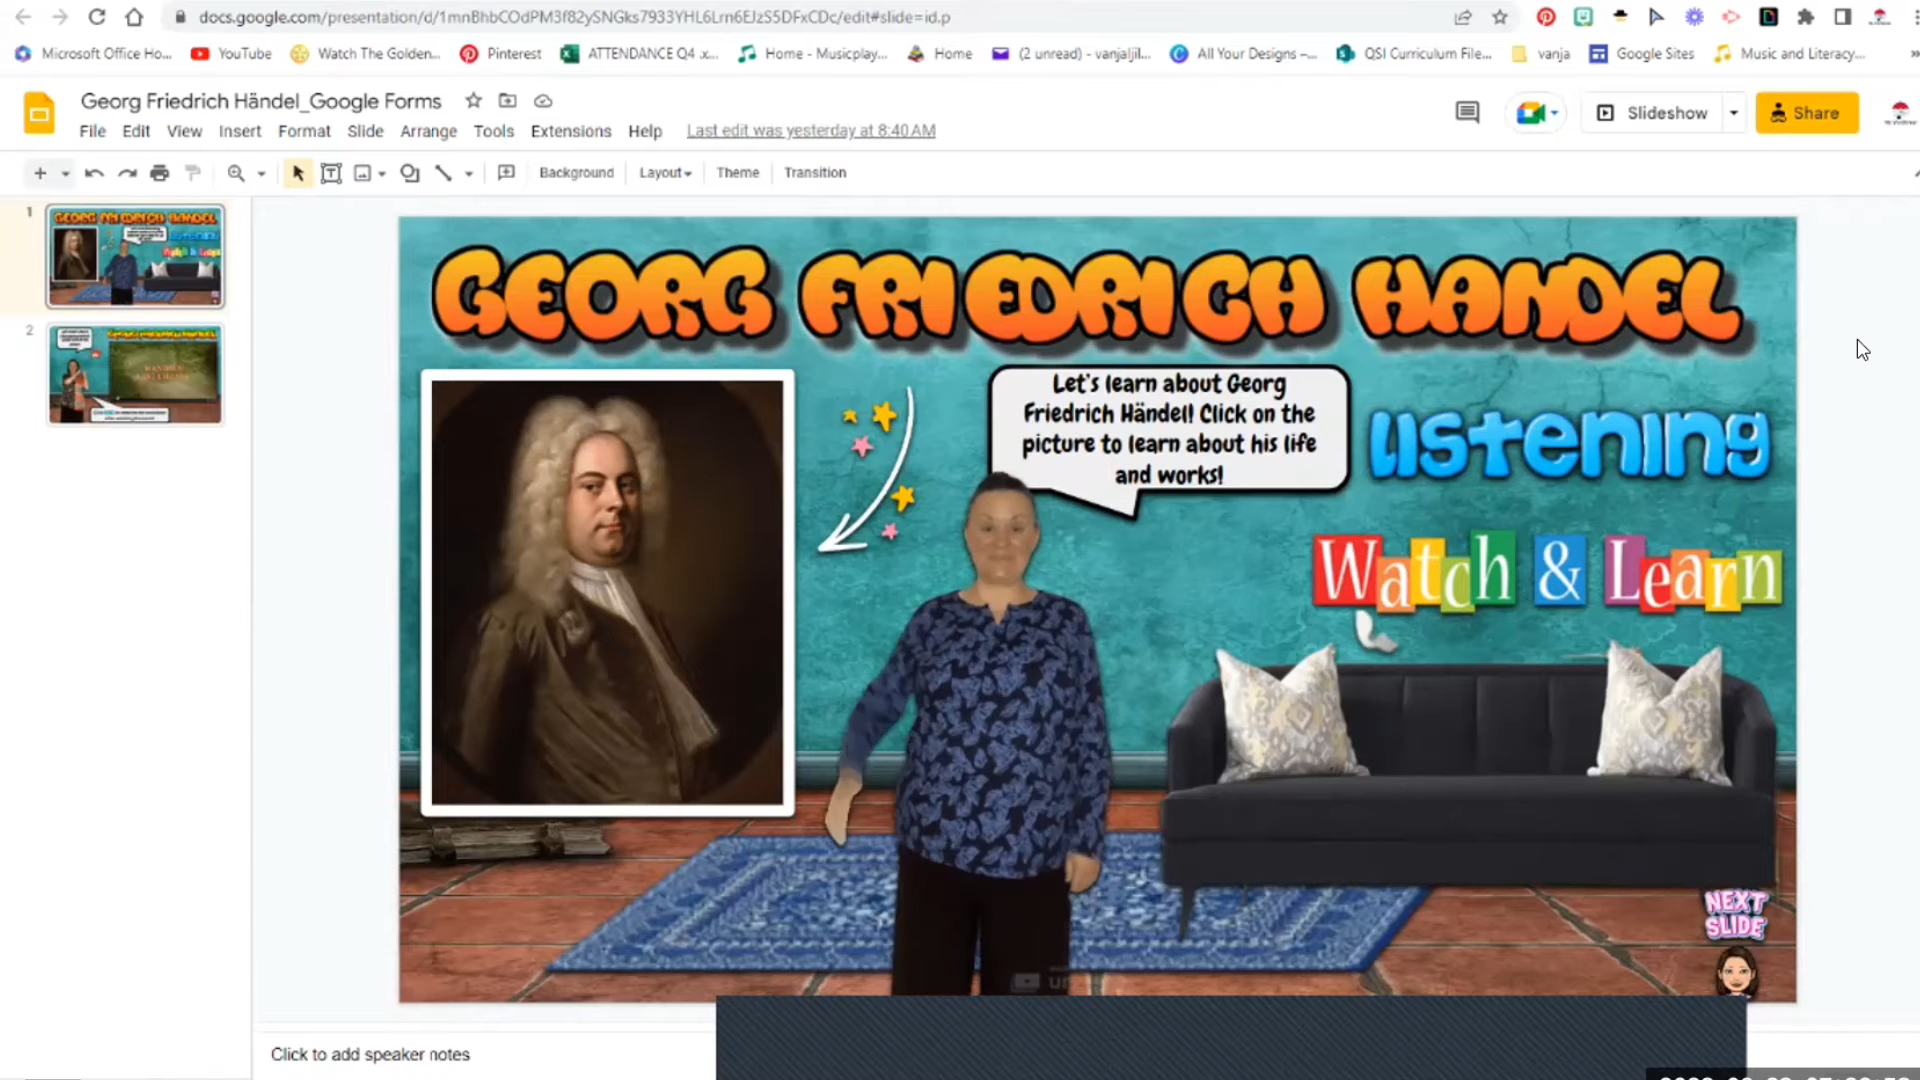 docs.google.com/presentation/d/1mnBhbCOdPM3f82ySNGks7933YHL6Lrn6EJzS5DFxCDc/edit#slide=id.p
Microsoft Office Ho...
YouTube
Watch The Golden...
Pinterest
ATTENDANCE Q4 .x...
Home - Musicplay...
Home
(2 unread) - vanjaljil...
All Your Designs –...
QSI Curriculum File...
vanja
Google Sites
Music and Literacy...
Georg Friedrich Händel_Google Forms
File Edit View Insert Format Slide Arrange Tools Extensions Help Last edit was yesterday at 8:40 AM
Slideshow
Share
Background Layout Theme Transition
1
2
GEORG FRIEDRICH HANDEL
Let's learn about Georg
Friedrich Händel! Click on the
picture to learn about his life
and works!
Listening
Watch & Learn
NEXT
SLIDE
Click to add speaker notes